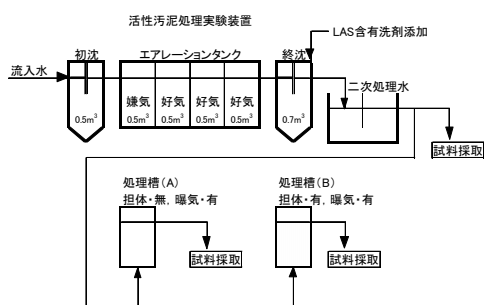 活性汚泥処理実験装置
LAS含有洗剤添加
初沈
エアレーションタンク
終沈
流入水
二次処理水
嫌気
好気
好気
好気
0.5m³
0.5m³
0.5m³
0.5m³
0.5m³
0.7m³
試料採取
処理槽(A)
担体・無，曝気・有
処理槽(B)
担体・有，曝気・有
試料採取
試料採取